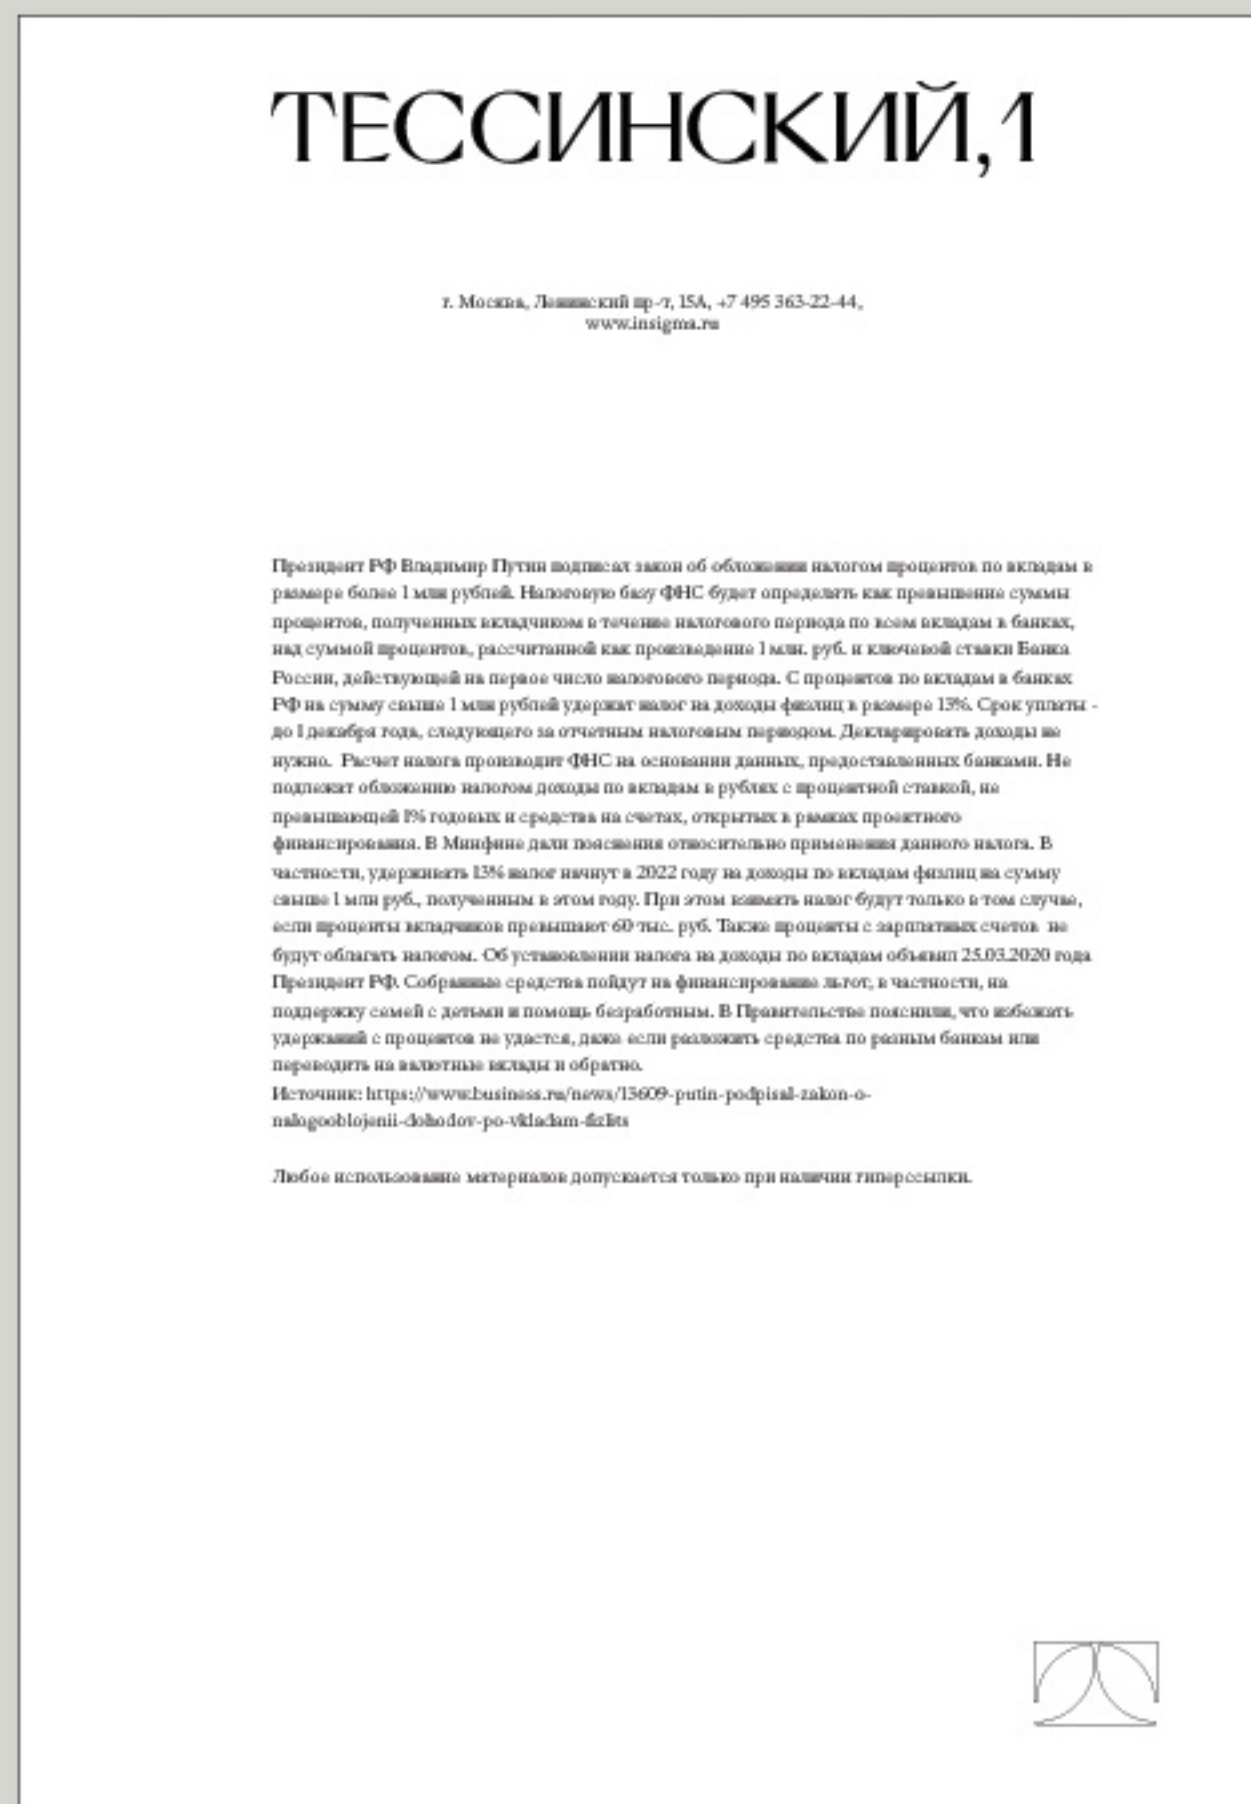 ТЕССИНСКИЙ,1
г. Москва, Ленинский пр-т, 15А, +7 495 363-22-44,
www.insigma.ru
Президент РФ Владимир Путин подписал закон об обложении налогом процентов по вкладам в
размере более 1 млн рублей. Налоговую базу ФНС будет определять как превышение суммы
процентов, полученных вкладчиком в течение налогового периода по всем вкладам в банках,
над суммой процентов, рассчитанной как произведение 1 млн. руб. и ключевой ставки Банка
России, действующей на первое число налогового периода. С процентов по вкладам в банках
РФ на сумму свыше 1 млн рублей удержат налог на доходы физлиц в размере 13%. Срок уплаты -
до 1 декабря года, следующего за отчетным налоговым периодом. Декларировать доходы не
нужно. Расчет налога производит ФНС на основании данных, предоставленных банками. Не
подлежат обложению налогом доходы по вкладам в рублях с процентной ставкой, не
превышающей 1% годовых и средства на счетах, открытых в рамках проектного
финансирования. В Минфине дали пояснения относительно применения данного налога. В
частности, удерживать 13% налог начнут в 2022 году на доходы по вкладам физлиц на сумму
свыше 1 млн руб., полученным в этом году. При этом взимать налог будут только в том случае,
если проценты вкладчиков превышают 60 тыс. руб. Также проценты с зарплатных счетов не
будут облагать налогом. Об установлении налога на доходы по вкладам объявил 25.03.2020 года
Президент РФ. Собранные средства пойдут на финансирование льгот, в частности, на
поддержку семей с детьми и помощь безработным. В Правительстве пояснили, что избежать
удержаний с процентов не удастся, даже если разложить средства по разным банкам или
переводить на валютные вклады и обратно.
Источник: https://www.business.ru/news/13609-putin-podpisal-zakon-o-
nalogooblojenii-dohodov-po-vkladam-fizlits
Любое использование материалов допускается только при наличии гиперссылки.